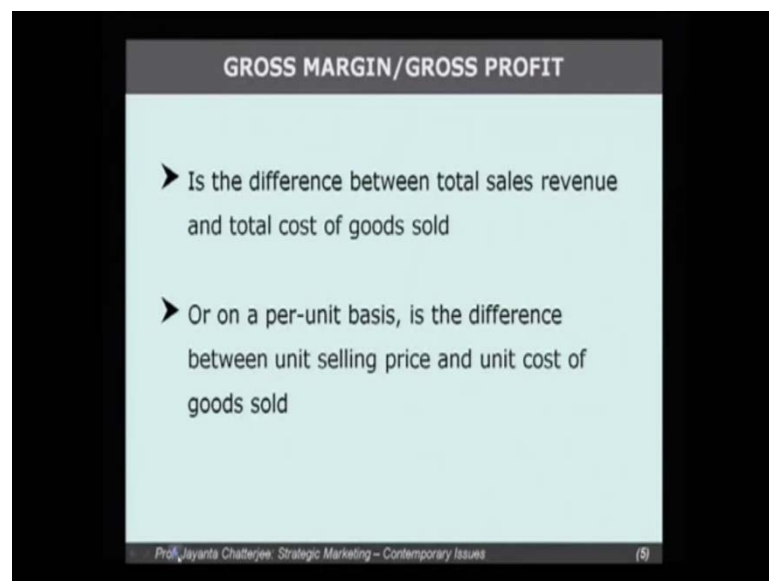 GROSS MARGIN/GROSS PROFIT
➤ Is the difference between total sales revenue
and total cost of goods sold
➤ Or on a per-unit basis, is the difference
between unit selling price and unit cost of
goods sold
Prof. Jayanta Chatterjee: Strategic Marketing – Contemporary Issues (5)